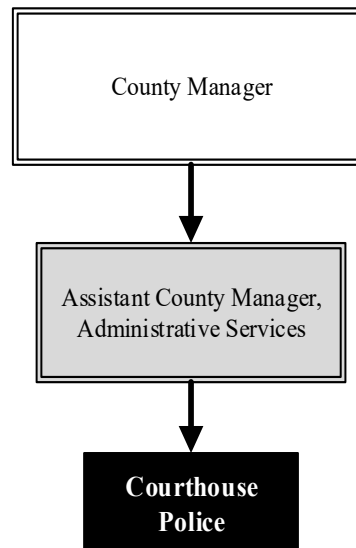 County Manager
Assistant County Manager,
Administrative Services
Courthouse
Police